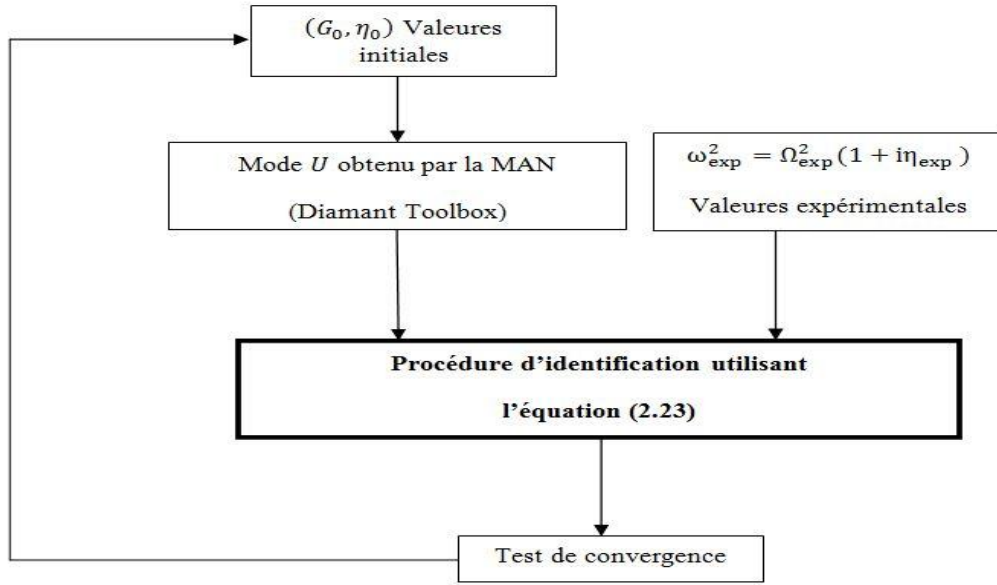 (G₀, η₀) Valeures
initiales
Mode U obtenu par la MAN
(Diamant Toolbox)
ω²exp = Ω²exp(1 + iηexp)
Valeures expérimentales
Procédure d’identification utilisant
l’équation (2.23)
Test de convergence